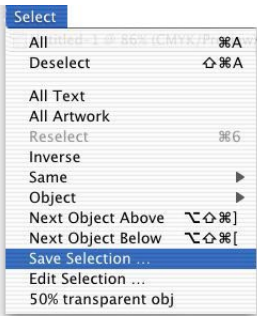 Select
All ⌘A
Deselect ⇧⌘A
All Text
All Artwork
Reselect ⌘6
Inverse
Same ▶
Object ▶
Next Object Above ⌥⇧⌘]
Next Object Below ⌥⇧⌘[
Save Selection ...
Edit Selection ...
50% transparent obj